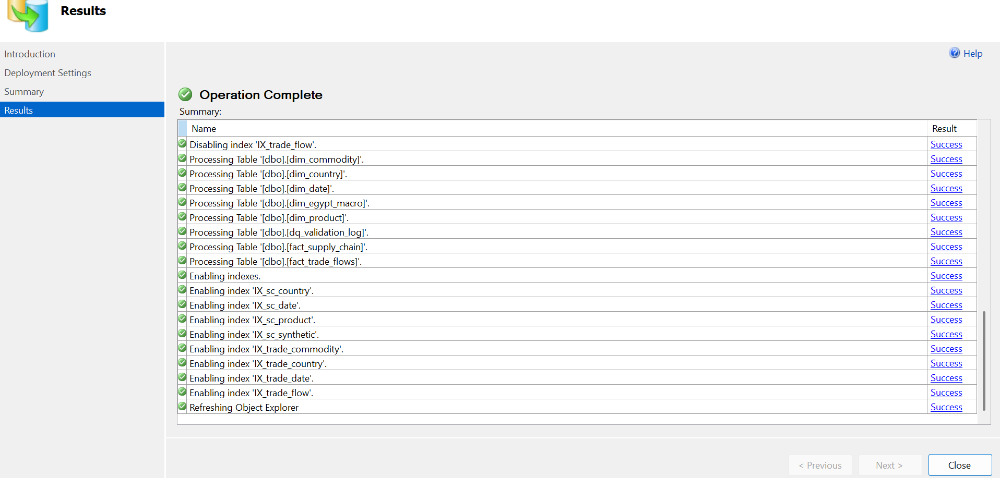 Results
Introduction
Deployment Settings
Summary
Results
Help
Operation Complete
Summary:
Name Result
Disabling index 'IX_trade_flow'. Success
Processing Table '[dbo].[dim_commodity]'. Success
Processing Table '[dbo].[dim_country]'. Success
Processing Table '[dbo].[dim_date]'. Success
Processing Table '[dbo].[dim_egypt_macro]'. Success
Processing Table '[dbo].[dim_product]'. Success
Processing Table '[dbo].[dq_validation_log]'. Success
Processing Table '[dbo].[fact_supply_chain]'. Success
Processing Table '[dbo].[fact_trade_flows]'. Success
Enabling indexes. Success
Enabling index 'IX_sc_country'. Success
Enabling index 'IX_sc_date'. Success
Enabling index 'IX_sc_product'. Success
Enabling index 'IX_sc_synthetic'. Success
Enabling index 'IX_trade_commodity'. Success
Enabling index 'IX_trade_country'. Success
Enabling index 'IX_trade_date'. Success
Enabling index 'IX_trade_flow'. Success
Refreshing Object Explorer Success
< Previous Next > Close